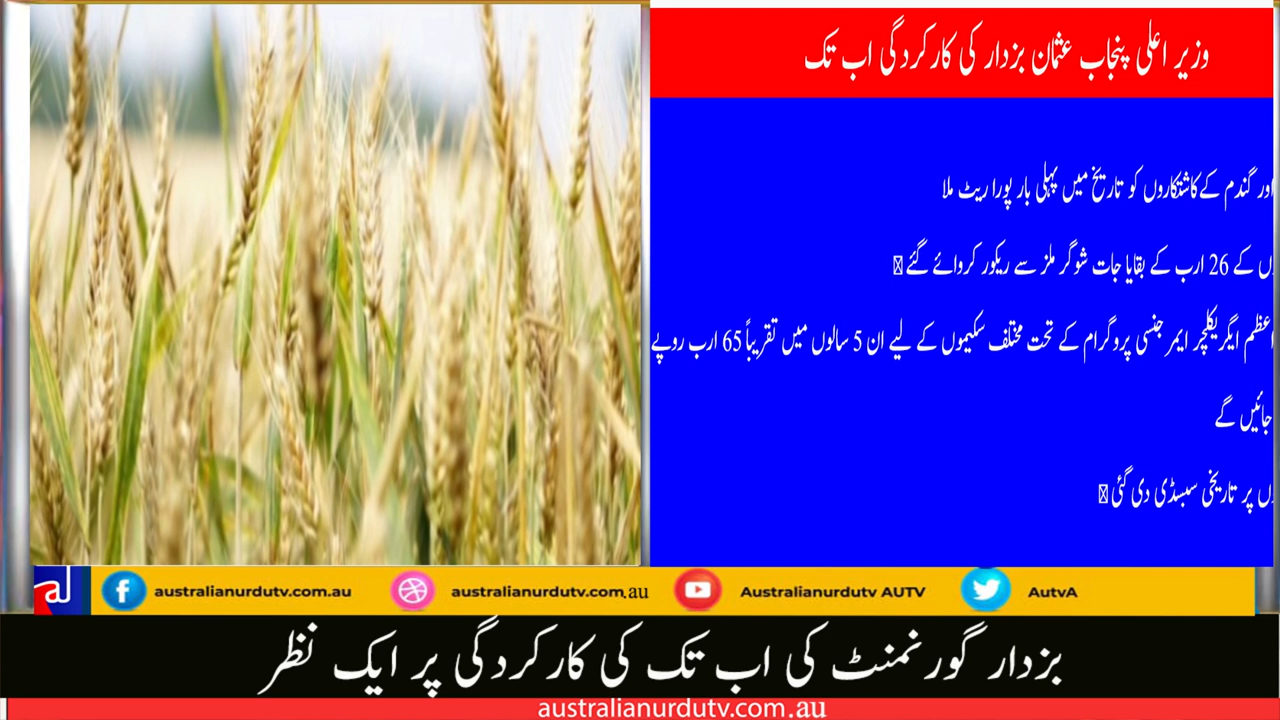 وزیر اعلی پنجاب عثمان بزدار کی کارکردگی اب تک
اور گندم کے کاشتکاروں کو تاریخ میں پہلی بار پورا ریٹ ملا
کے 26 ارب کے بقایا جات شوگر ملز سے ریکور کروائے گئے
اعظم ایگریکلچر ایمرجنسی پروگرام کے تحت مختلف سکیموں کے لیے ان 5 سالوں میں تقریباً 65 ارب روپے
جائیں گے
پر تاریخی سبسڈی دی گئی
australianurdutv.com.au australianurdutv.com.au Australianurdutv AUTV AutvA
بزدار گورنمنٹ کی اب تک کی کارکردگی پر ایک نظر
australianurdutv.com.au